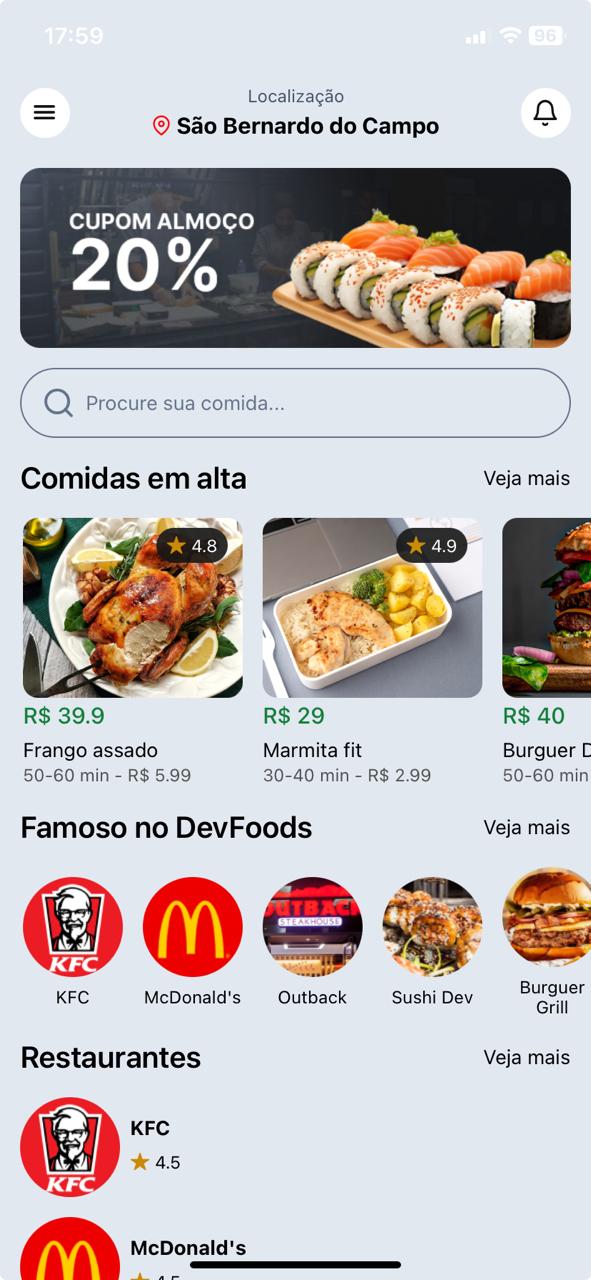 17:59
96
Localização
São Bernardo do Campo
CUPOM ALMOÇO
20%
Procure sua comida...
Comidas em alta
Veja mais
4.8
4.9
R$ 39.9
R$ 29
R$ 40
Frango assado
Marmita fit
Burguer D
50-60 min - R$ 5.99
30-40 min - R$ 2.99
50-60 min
Famoso no DevFoods
Veja mais
KFC
OUTBACK
STEAKHOUSE
KFC
McDonald's
Outback
Sushi Dev
Burguer
Grill
Restaurantes
Veja mais
KFC
KFC
4.5
McDonald's
4.5